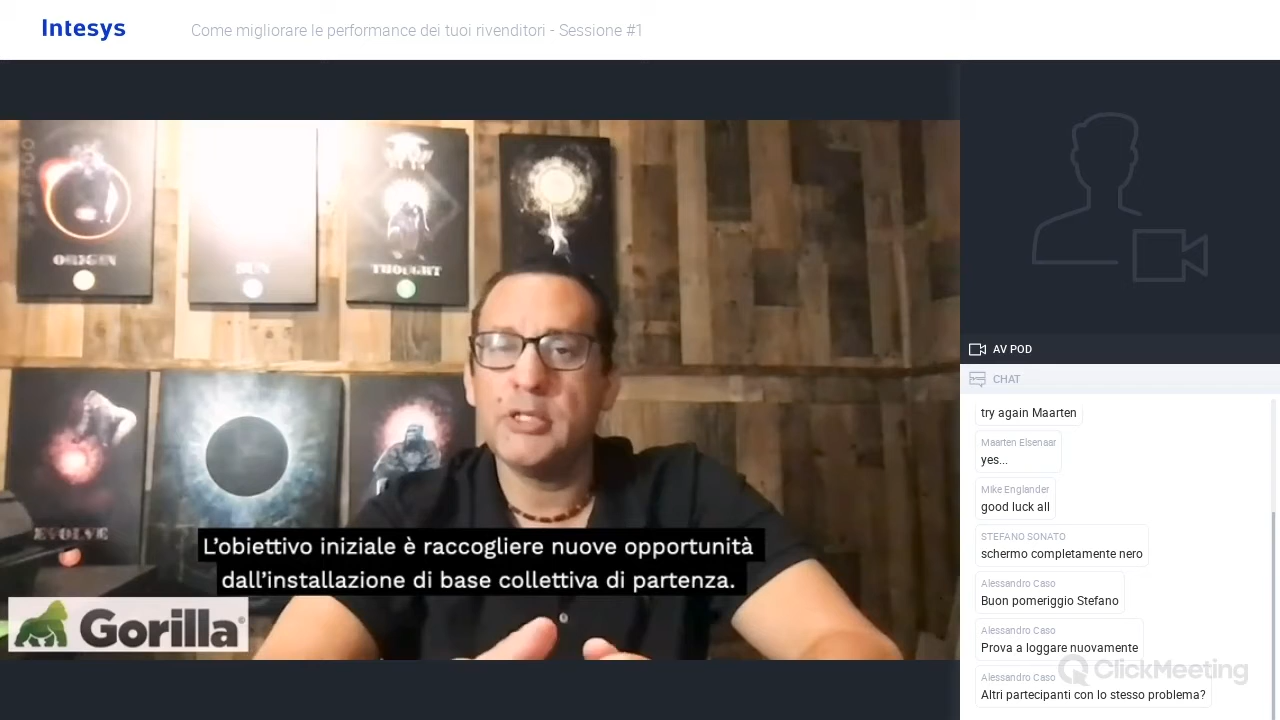 Intesys
Come migliorare le performance dei tuoi rivenditori - Sessione #1
ORIGIN
THOUGHT
EVOLVE
L'obiettivo iniziale è raccogliere nuove opportunità
dall'installazione di base collettiva di partenza.
Gorilla®
AV POD
CHAT
try again Maarten
Maarten Elsenaar
yes...
Mike Englander
good luck all
STEFANO SONATO
schermo completamente nero
Alessandro Caso
Buon pomeriggio Stefano
Alessandro Caso
Prova a loggare nuovamente
Alessandro Caso
Altri partecipanti con lo stesso problema?
ClickMeeting